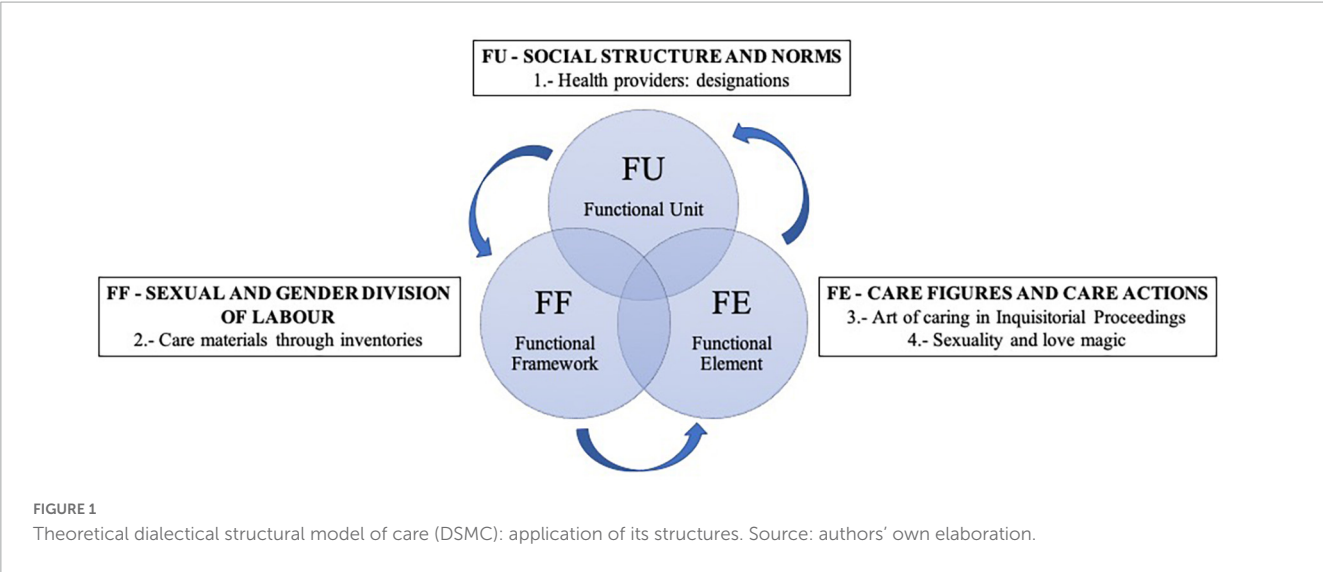 FU - SOCIAL STRUCTURE AND NORMS
1.- Health providers: designations
FU
Functional Unit
FF - SEXUAL AND GENDER DIVISION
OF LABOUR
2.- Care materials through inventories
FF
Functional
Framework
FE
Functional
Element
FE - CARE FIGURES AND CARE ACTIONS
3.- Art of caring in Inquisitorial Proceedings
4.- Sexuality and love magic
FIGURE 1
Theoretical dialectical structural model of care (DSMC): application of its structures. Source: authors' own elaboration.